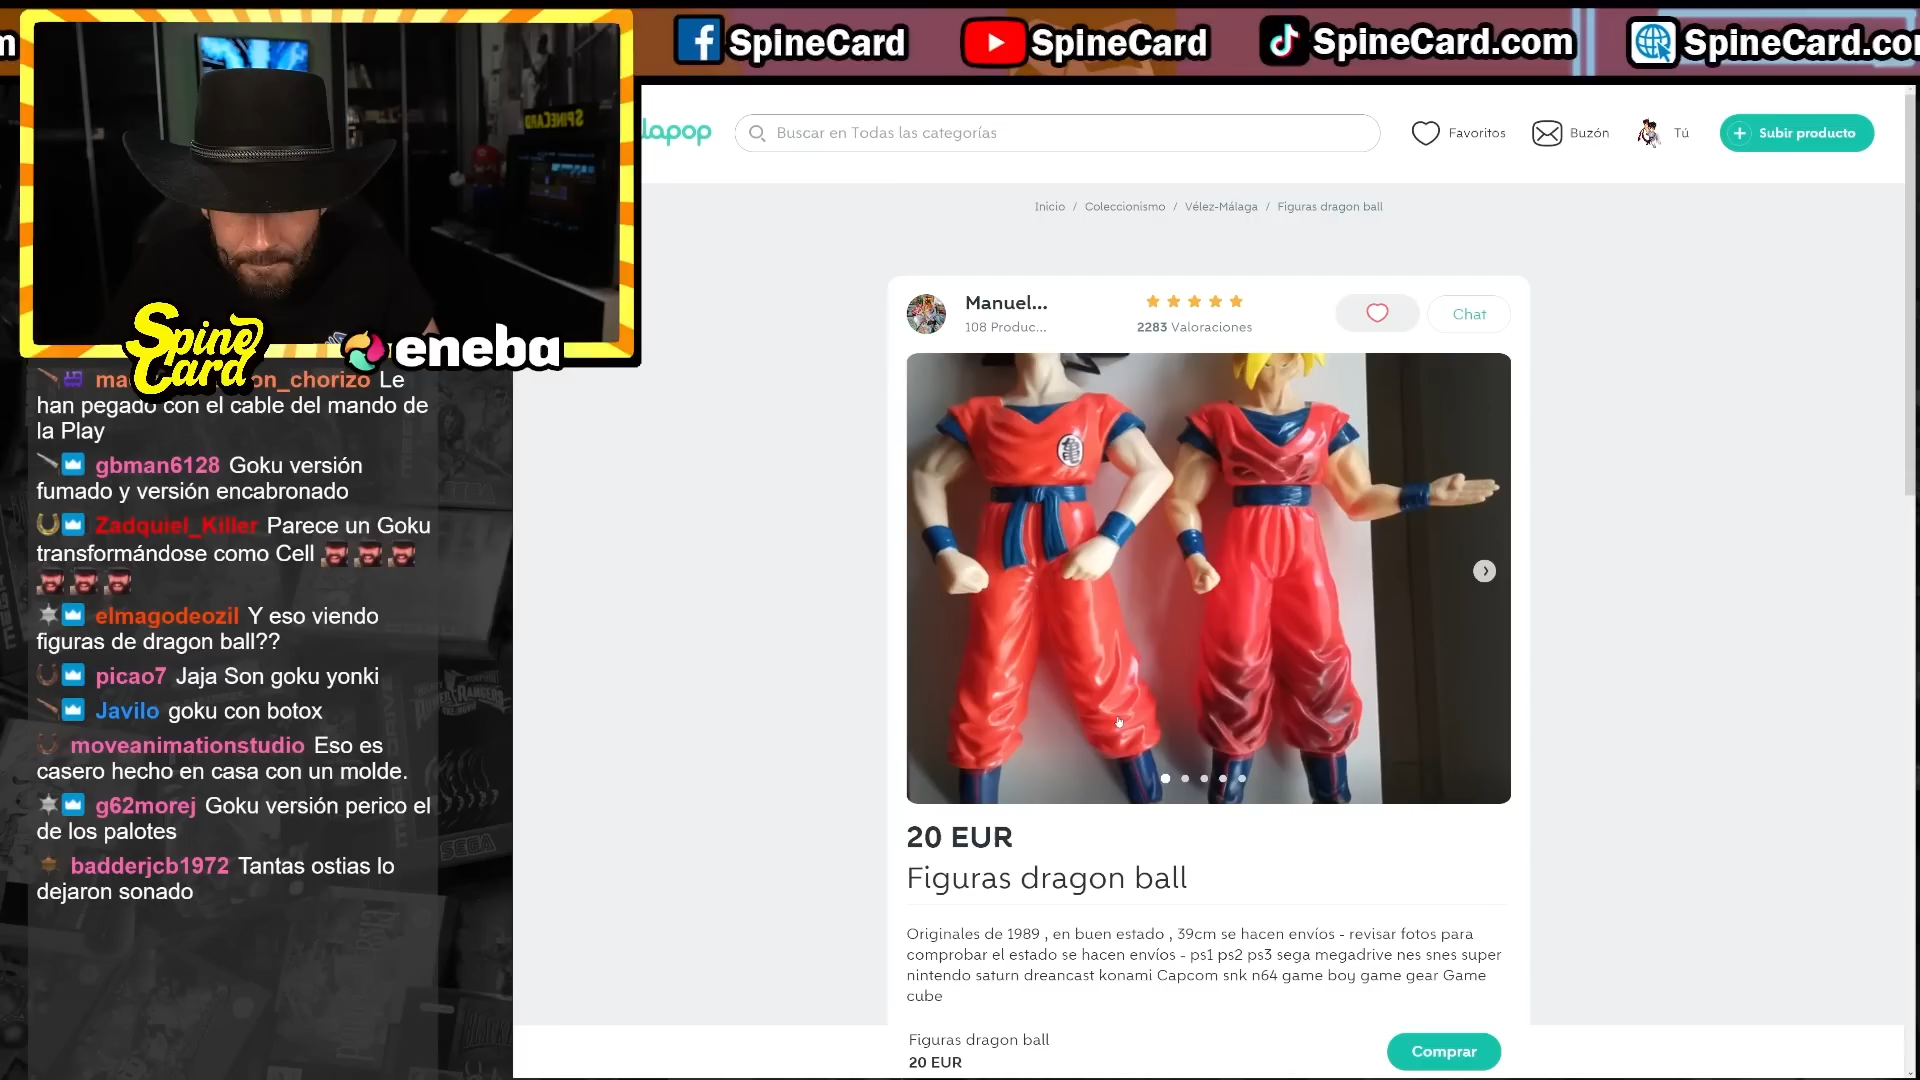 SpineCard
SpineCard
SpineCard.com
lapop
Buscar en Todas las categorías
Favoritos
Buzón
Tú
+ Subir producto
Inicio / Coleccionismo / Vélez-Málaga / Figuras dragon ball
Manuel...
108 Produc...
2283 Valoraciones
Chat
20 EUR
Figuras dragon ball
Originales de 1989 , en buen estado , 39cm se hacen envíos - revisar fotos para
comprobar el estado se hacen envíos - ps1 ps2 ps3 sega megadrive nes snes super
nintendo saturn dreancast konami Capcom snk n64 game boy game gear Game
cube
Figuras dragon ball
20 EUR
Comprar
Spine
Card
eneba
on_chorizo Le
han pegado con el cable del mando de
la Play
gbman6128 Goku versión
fumado y versión encabronado
Zadquiel_Killer Parece un Goku
transformándose como Cell
elmagodeozil Y eso viendo
figuras de dragon ball??
picao7 Jaja Son goku yonki
Javilo goku con botox
moveanimationstudio Eso es
casero hecho en casa con un molde.
g62morej Goku versión perico el
de los palotes
badderjcb1972 Tantas ostias lo
dejaron sonado
SEGA